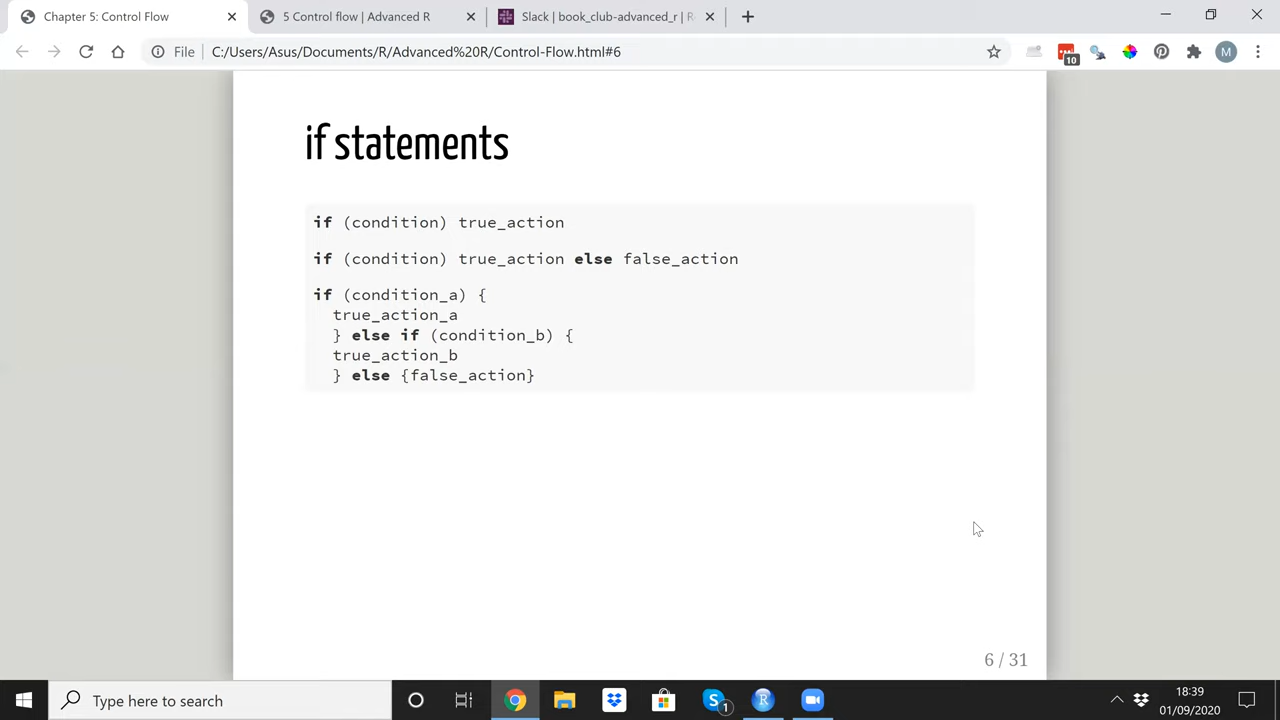 Chapter 5: Control Flow
5 Control flow | Advanced R
Slack | book_club-advanced_r | R
File
C:/Users/Asus/Documents/R/Advanced%20R/Control-Flow.html#6
10
M
if statements
if (condition) true_action
if (condition) true_action else false_action
if (condition_a) {
true_action_a
} else if (condition_b) {
true_action_b
} else {false_action}
6 / 31
Type here to search
S
1
R
18:39
01/09/2020